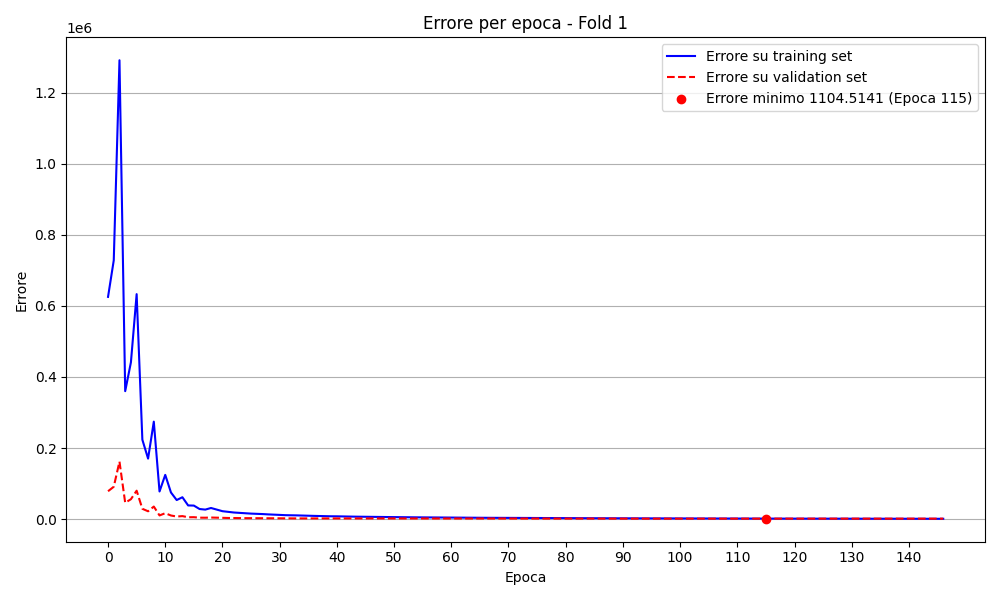 Errore per epoca - Fold 1
1e6
Errore su training set
Errore su validation set
Errore minimo 1104.5141 (Epoca 115)
1.2
1.0
0.8
0.6
0.4
0.2
0.0
Errore
0 10 20 30 40 50 60 70 80 90 100 110 120 130 140
Epoca